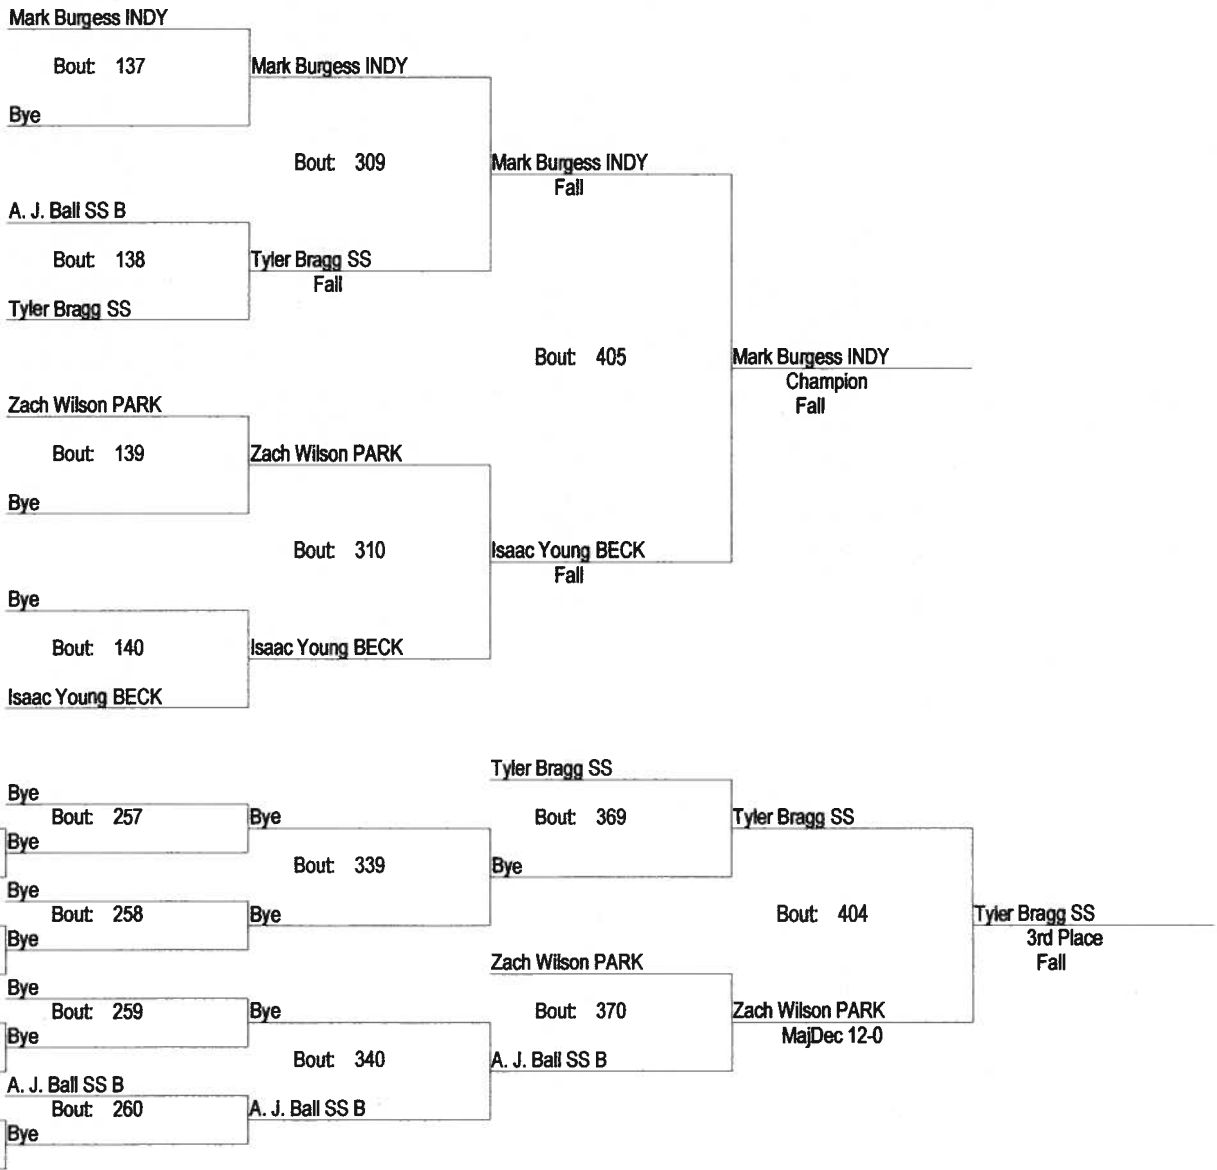 Mark Burgess INDY
Bout: 137
Mark Burgess INDY
Bye
Bout: 309
Mark Burgess INDY
Fall
A. J. Ball SS B
Bout: 138
Tyler Bragg SS
Fall
Tyler Bragg SS
Bout: 405
Mark Burgess INDY
Champion
Fall
Zach Wilson PARK
Bout: 139
Zach Wilson PARK
Bye
Bout: 310
Isaac Young BECK
Fall
Bye
Bout: 140
Isaac Young BECK
Isaac Young BECK
Tyler Bragg SS
Bye
Bout: 257
Bye
Bout: 369
Tyler Bragg SS
Bye
Bout: 339
Bye
Bye
Bout: 258
Bye
Bout: 404
Tyler Bragg SS
Bye
3rd Place
Zach Wilson PARK
Fall
Bye
Bout: 259
Bye
Bout: 370
Zach Wilson PARK
Bye
MajDec 12-0
Bout: 340
A. J. Ball SS B
A. J. Ball SS B
Bout: 260
A. J. Ball SS B
Bye